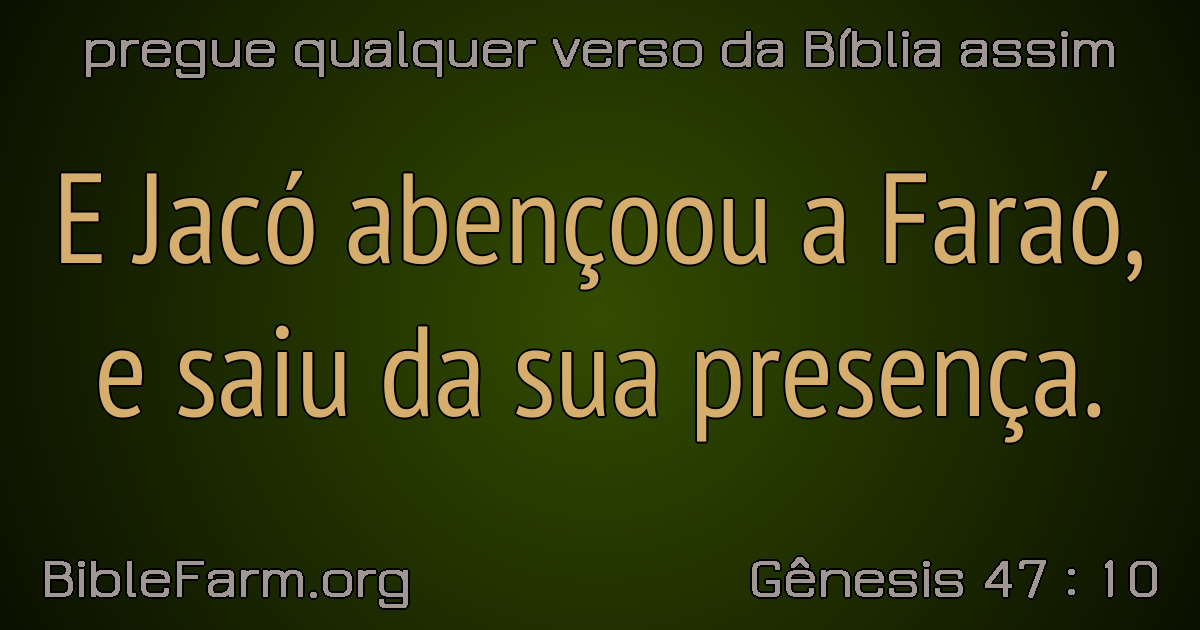 pregue qualquer verso da Bíblia assim
E Jacó abençoou a Faraó,
e saiu da sua presença.
BibleFarm.org
Gênesis 47 : 10